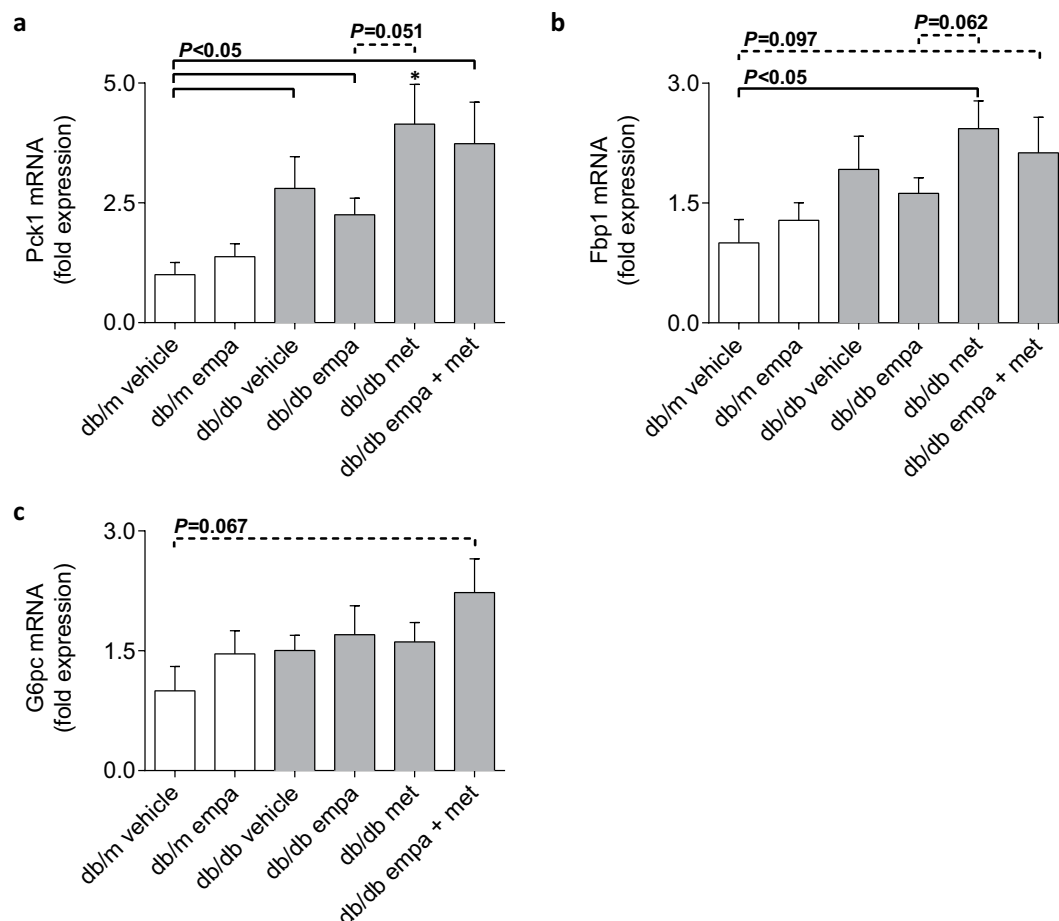 a
P=0.051
P<0.05
*
5.0
2.5
0.0
Pck1 mRNA
(fold expression)
db/m vehicle
db/m empa
db/db vehicle
db/db empa
db/db met
db/db empa + met
b
P=0.062
P=0.097
P<0.05
3.0
1.5
0.0
Fbp1 mRNA
(fold expression)
db/m vehicle
db/m empa
db/db vehicle
db/db empa
db/db met
db/db empa + met
c
P=0.067
3.0
1.5
0.0
G6pc mRNA
(fold expression)
db/m vehicle
db/m empa
db/db vehicle
db/db empa
db/db met
db/db empa + met